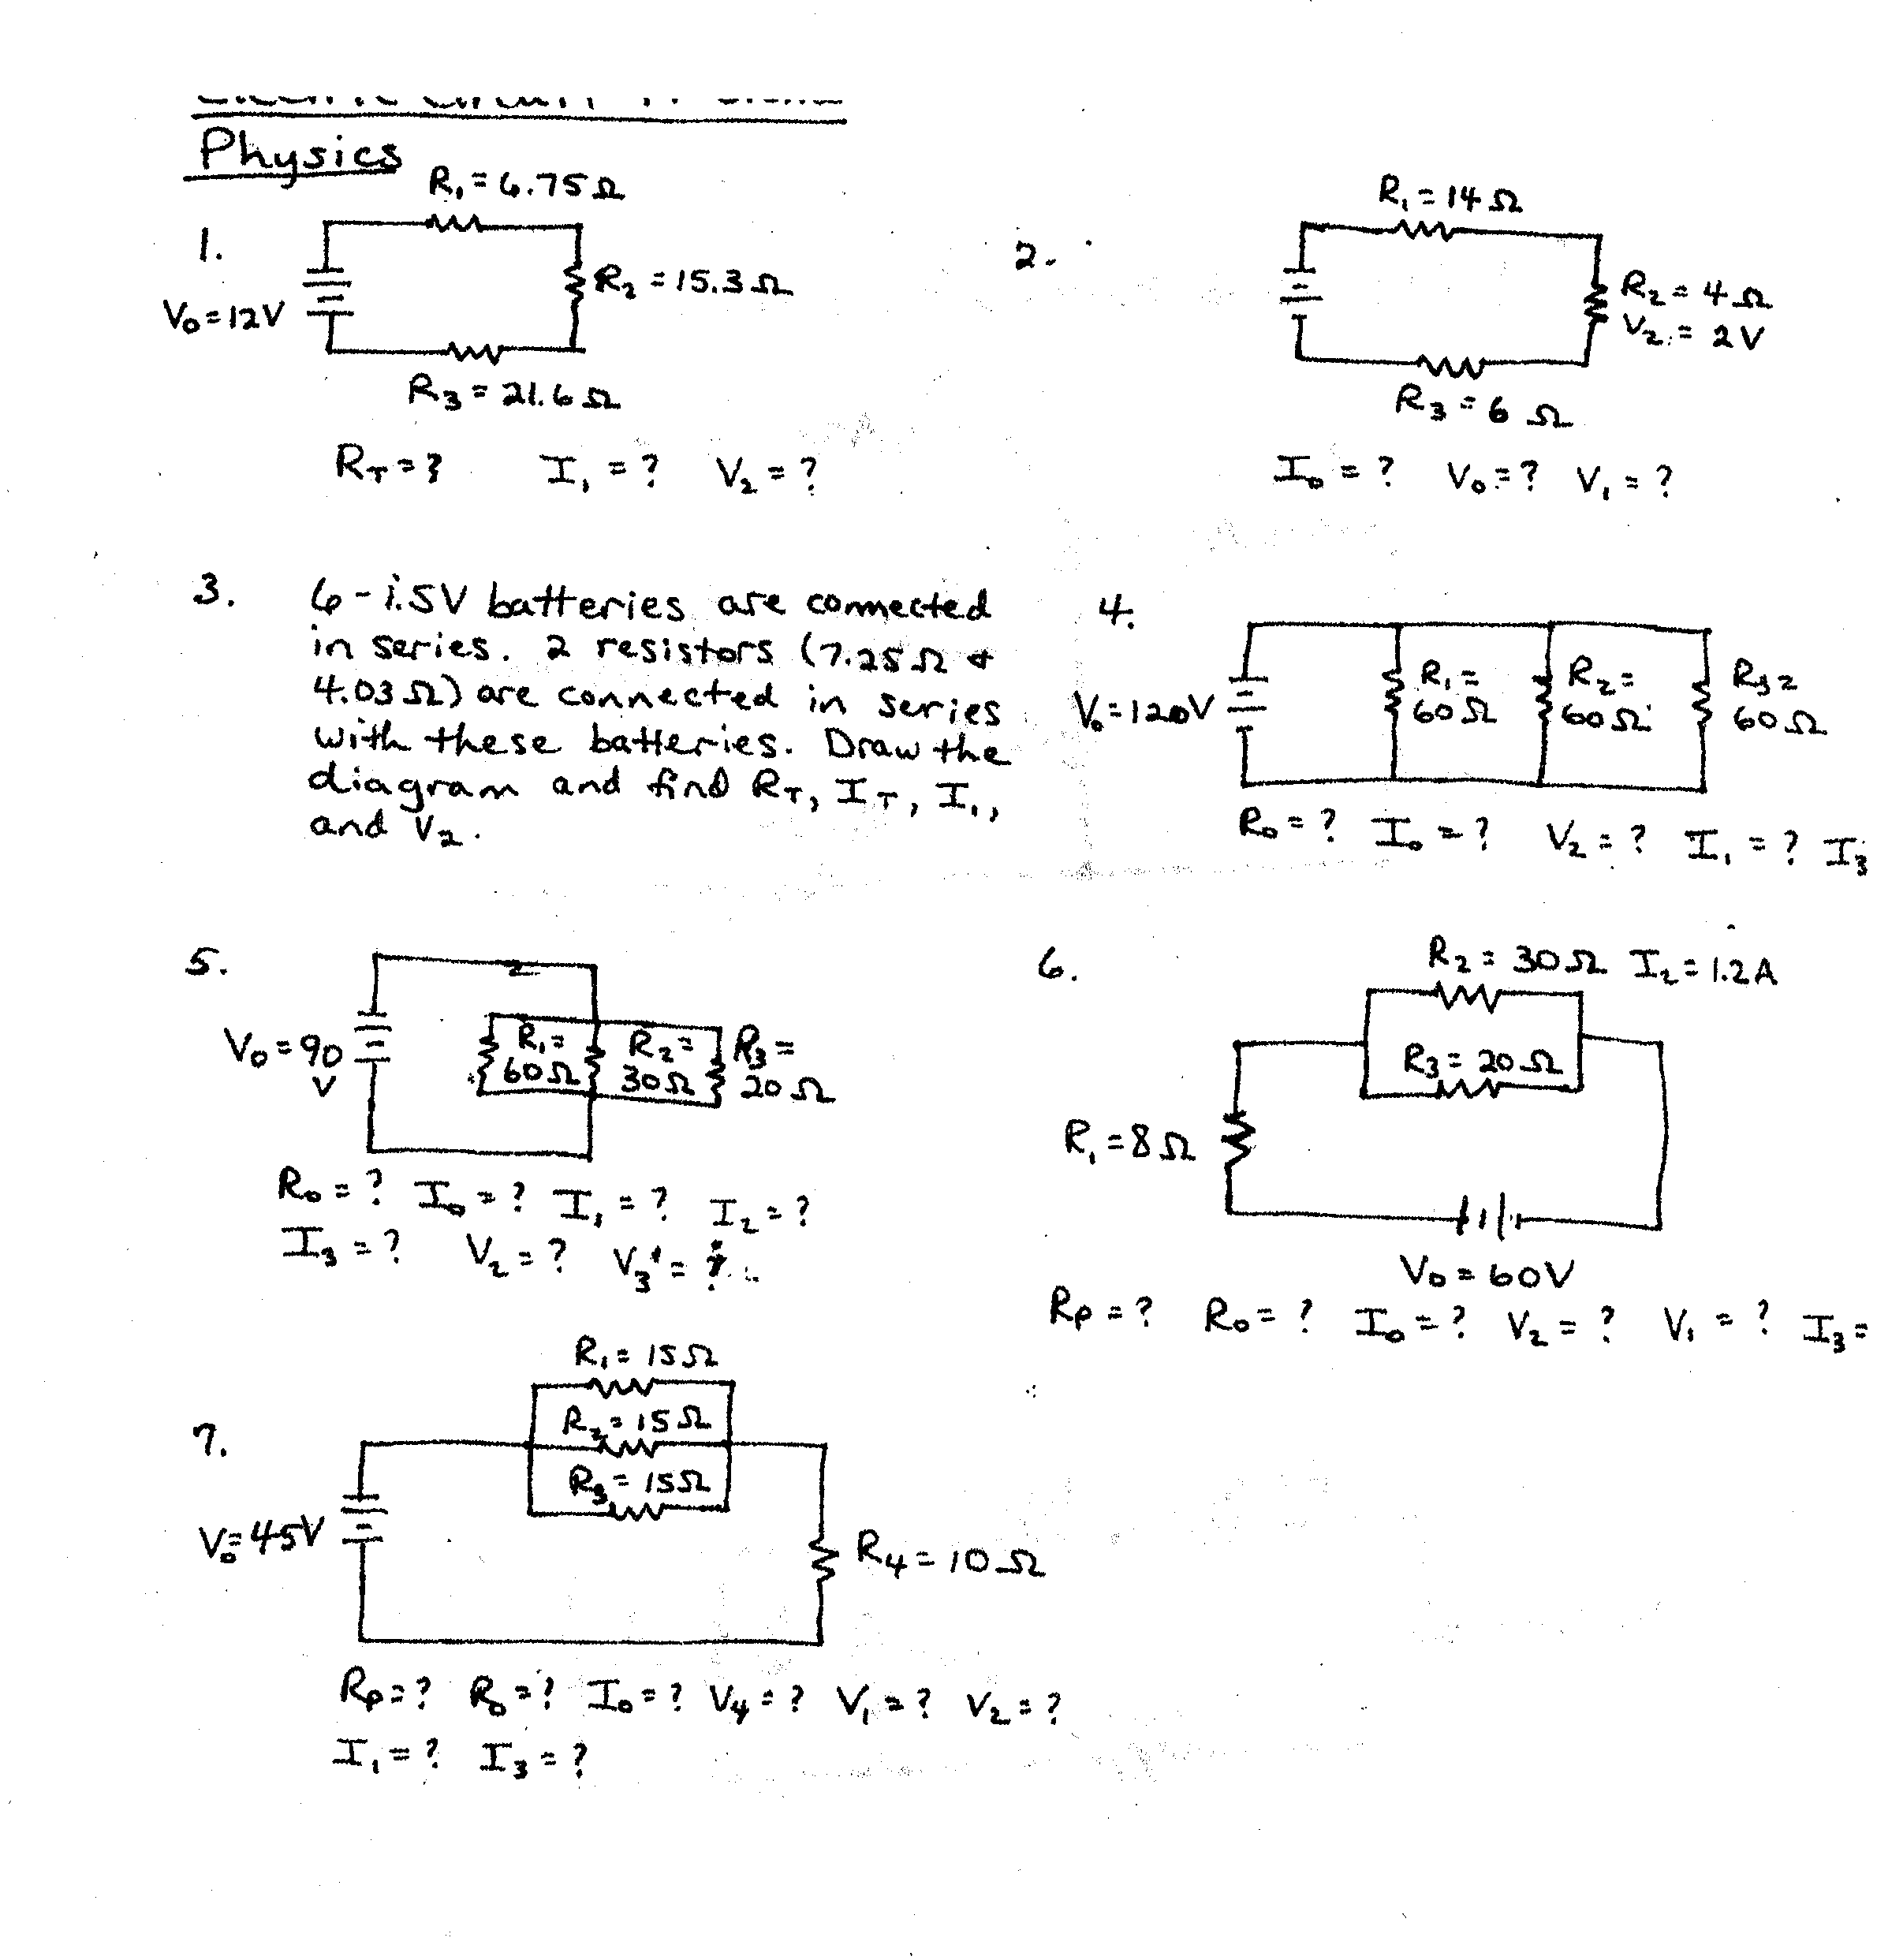 Physics
1.
R₁ = 6.75 Ω
V₀ = 12V
R₂ = 15.3 Ω
R₃ = 21.6 Ω
R_T = ? I₁ = ? V₂ = ?
2.
R₁ = 14 Ω
R₂ = 4 Ω
V₂ = 2V
R₃ = 6 Ω
I₀ = ? V₀ = ? V₁ = ?
3. 6 - 1.5V batteries are connected
in series. 2 resistors (7.25 Ω &
4.03 Ω) are connected in series
with these batteries. Draw the
diagram and find R_T, I_T, I₁,
and V₂.
4.
V₀ = 120V
R₁ =
60 Ω
R₂ =
60 Ω
R₃ =
60 Ω
R₀ = ? I₀ = ? V₂ = ? I₁ = ? I₃
5.
V₀ = 90
V
R₁ =
60 Ω
R₂ =
30 Ω
R₃ =
20 Ω
R₀ = ? I₀ = ? I₁ = ? I₂ = ?
I₃ = ? V₂ = ? V₃ = ?
6.
R₂ = 30 Ω I₂ = 1.2 A
R₃ = 20 Ω
R₁ = 8 Ω
V₀ = 60V
Rp = ? R₀ = ? I₀ = ? V₂ = ? V₁ = ? I₃ =
7.
R₁ = 15 Ω
R₂ = 15 Ω
R₃ = 15 Ω
V₀ = 45V
R₄ = 10 Ω
Rp = ? R₀ = ? I₀ = ? V₄ = ? V₁ = ? V₂ = ?
I₁ = ? I₃ = ?